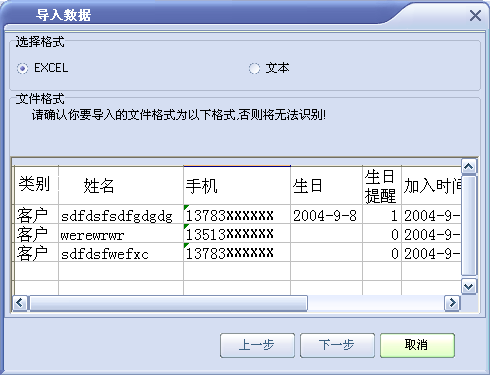 导入数据
选择格式
EXCEL 文本
文件格式
请确认你要导入的文件格式为以下格式,否则将无法识别!
类别 姓名 手机 生日 生日提醒 加入时间
客户 sdfdsfsdfgdgdg 13783XXXXXX 2004-9-8 1 2004-9-
客户 werewrwr 13513XXXXXX 0 2004-9-
客户 sdfdsfwefxc 13783XXXXXX 0 2004-9-
上一步 下一步 取消